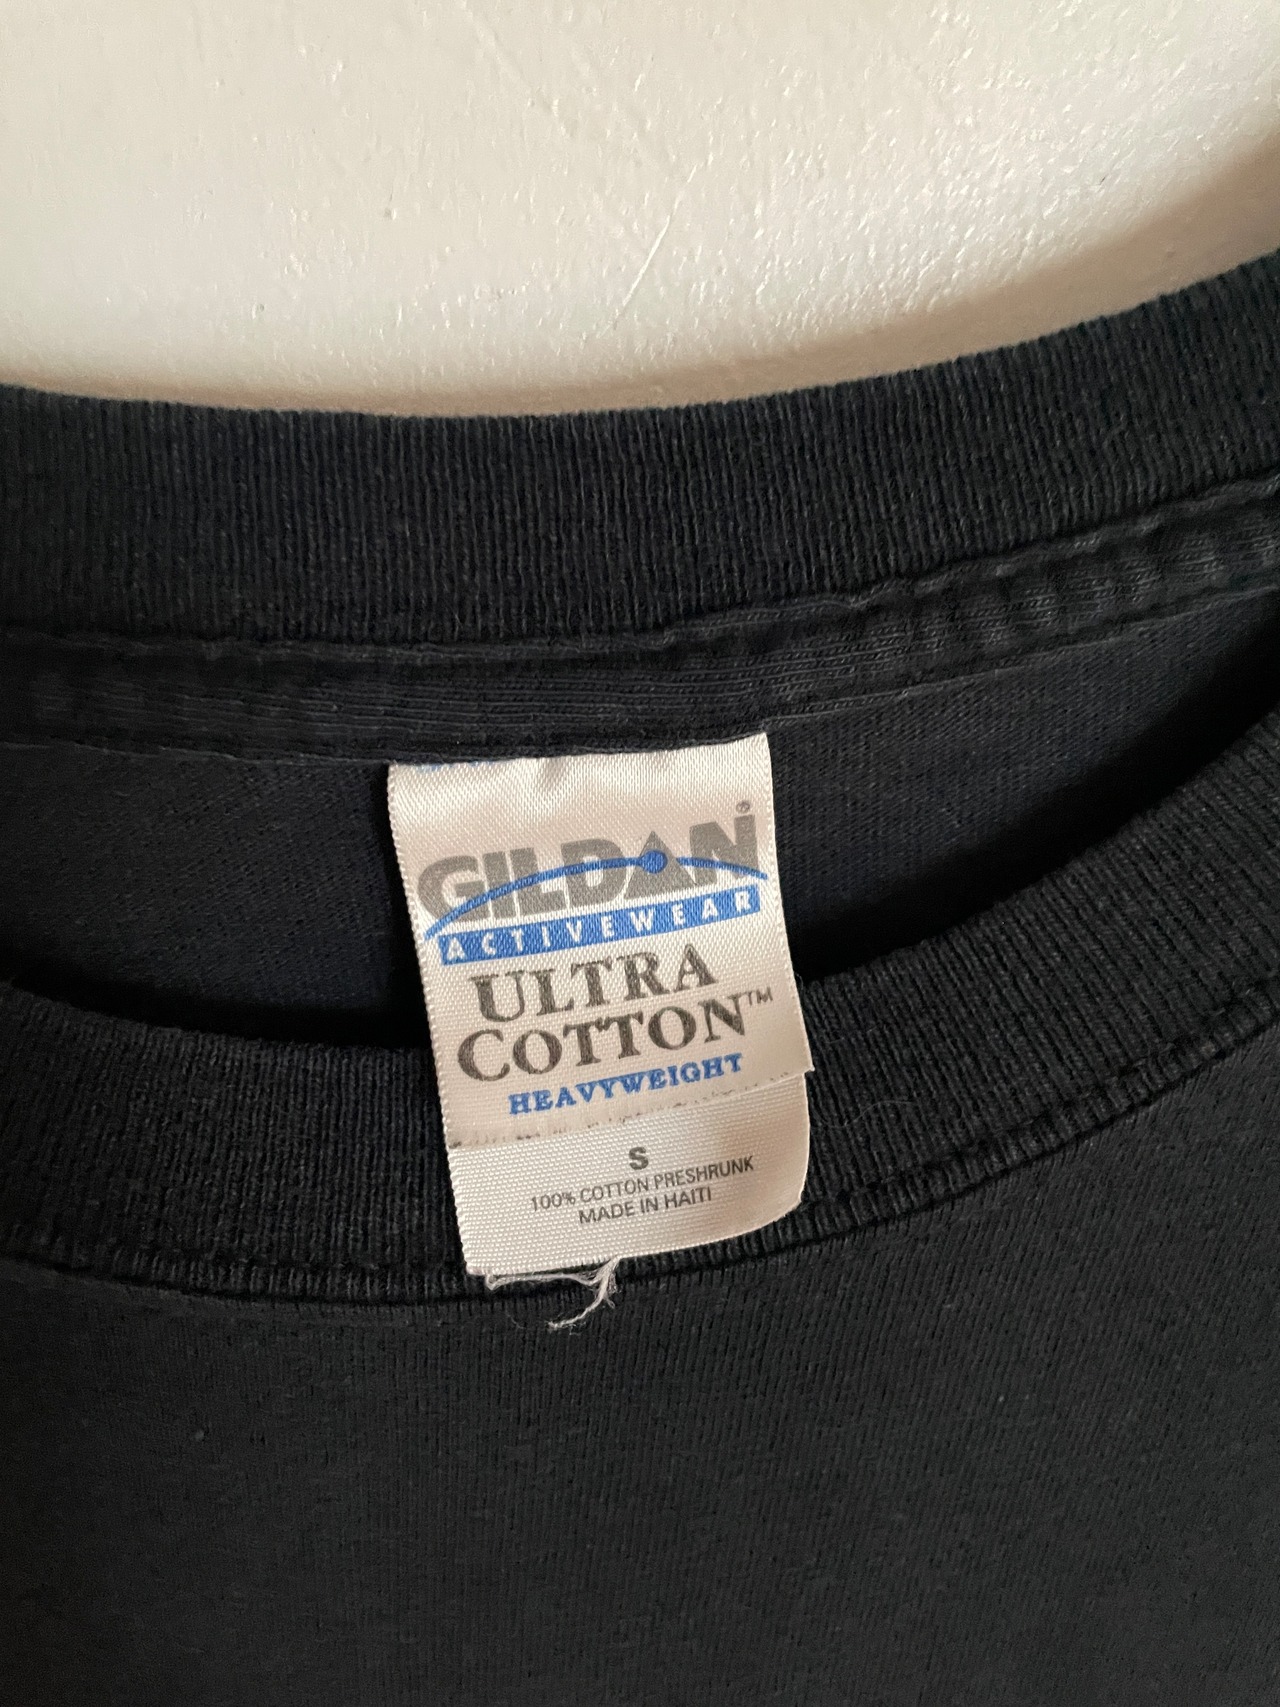 GILDAN®
ACTIVEWEAR
ULTRA
COTTON™
HEAVYWEIGHT
S
100% COTTON PRESHRUNK
MADE IN HAITI